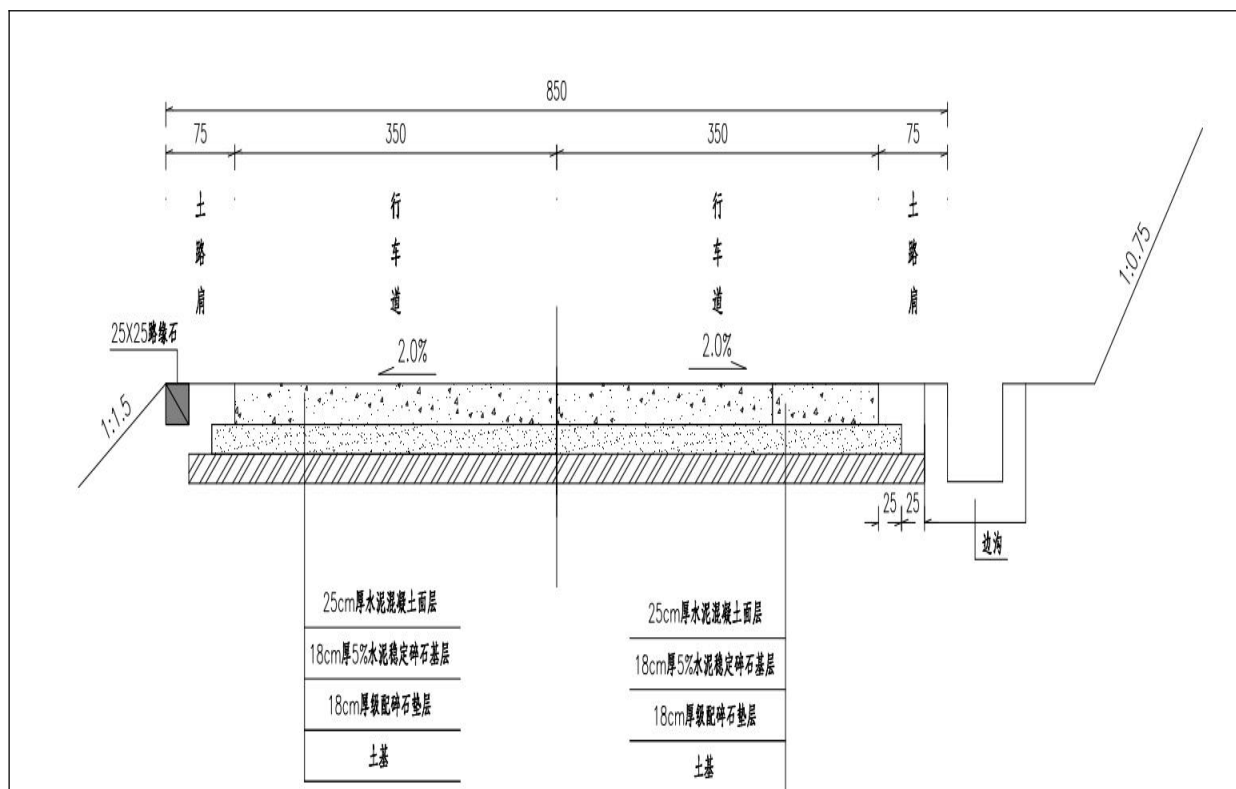 850
75
350
350
75
土路肩
行车道
行车道
土路肩
1:0.75
25X25路缘石
2.0%
2.0%
1:1.5
25
25
边沟
25cm厚水泥混凝土面层
18cm厚5%水泥稳定碎石基层
18cm厚级配碎石垫层
土基
25cm厚水泥混凝土面层
18cm厚5%水泥稳定碎石基层
18cm厚级配碎石垫层
土基